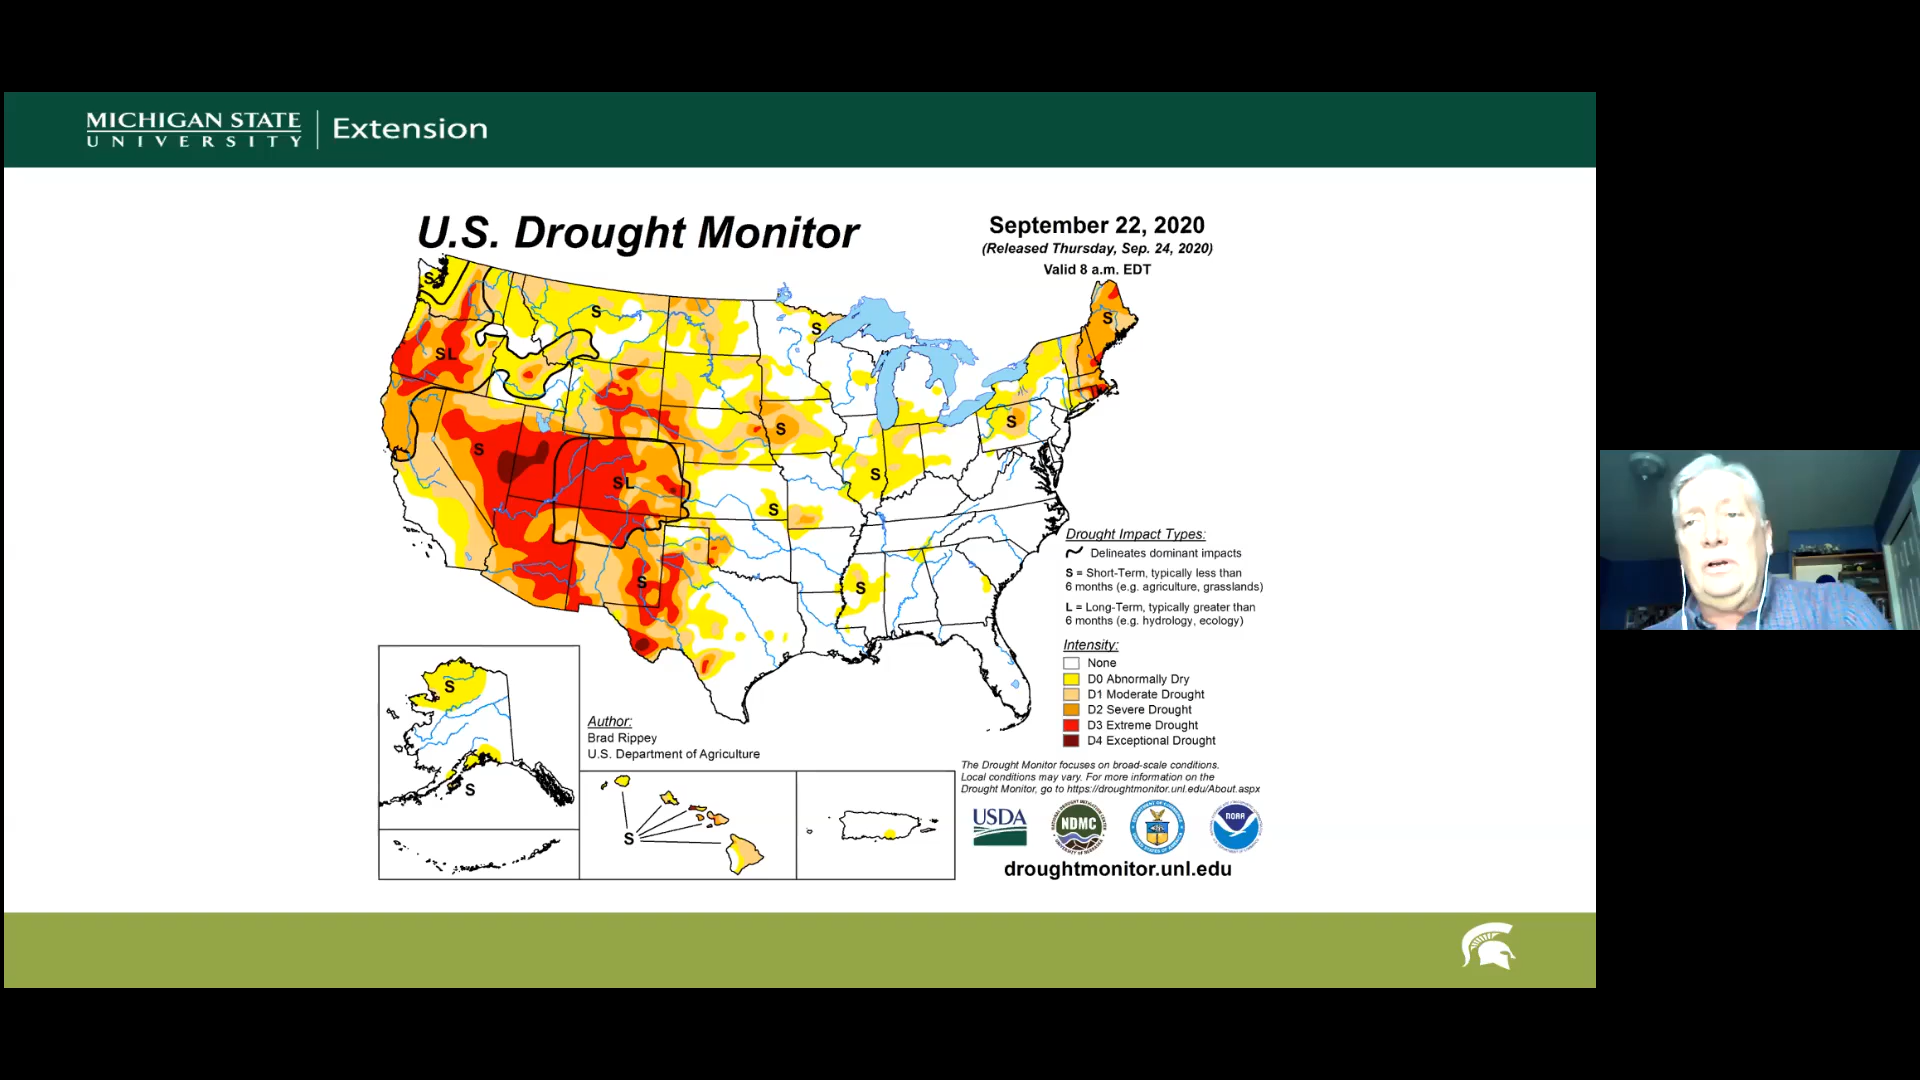 MICHIGAN STATE
UNIVERSITY
Extension
U.S. Drought Monitor
September 22, 2020
(Released Thursday, Sep. 24, 2020)
Valid 8 a.m. EDT
S
S
S
S
SL
S
S
S
S
SL
S
S
S
Drought Impact Types:
Delineates dominant impacts
S = Short-Term, typically less than
6 months (e.g. agriculture, grasslands)
L = Long-Term, typically greater than
6 months (e.g. hydrology, ecology)
Intensity:
None
D0 Abnormally Dry
D1 Moderate Drought
D2 Severe Drought
D3 Extreme Drought
D4 Exceptional Drought
S
S
Author:
Brad Rippey
U.S. Department of Agriculture
S
The Drought Monitor focuses on broad-scale conditions.
Local conditions may vary. For more information on the
Drought Monitor, go to https://droughtmonitor.unl.edu/About.aspx
USDA
NDMC
NOAA
droughtmonitor.unl.edu